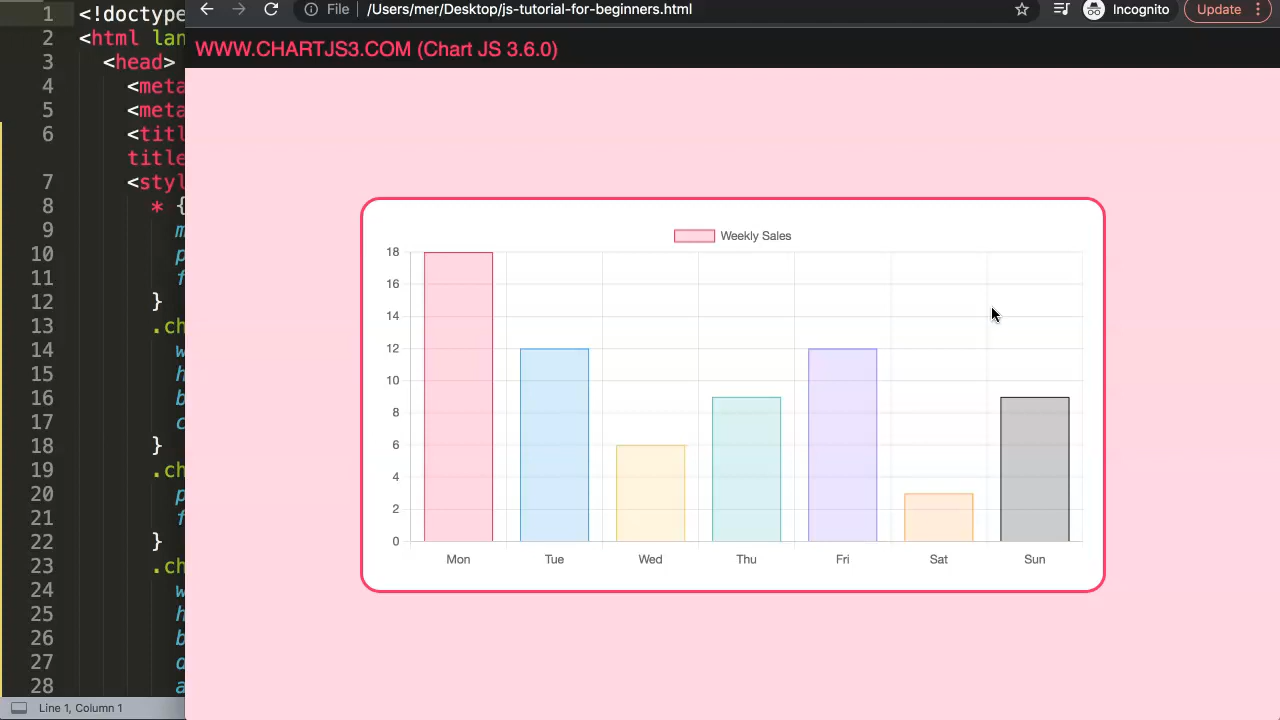 1 <!doctype
2 <html lan
3 <head>
4 <meta
5 <meta
6 <titl
title
7 <styl
8 * {
9 m
10 p
11 f
12 }
13 .ch
14 w
15 h
16 b
17 c
18 }
19 .ch
20 p
21 f
22 }
23 .ch
24 w
25 h
26 b
27 d
28 a
Line 1, Column 1
File /Users/mer/Desktop/js-tutorial-for-beginners.html Incognito Update
WWW.CHARTJS3.COM (Chart JS 3.6.0)
Weekly Sales
18
16
14
12
10
8
6
4
2
0
Mon Tue Wed Thu Fri Sat Sun